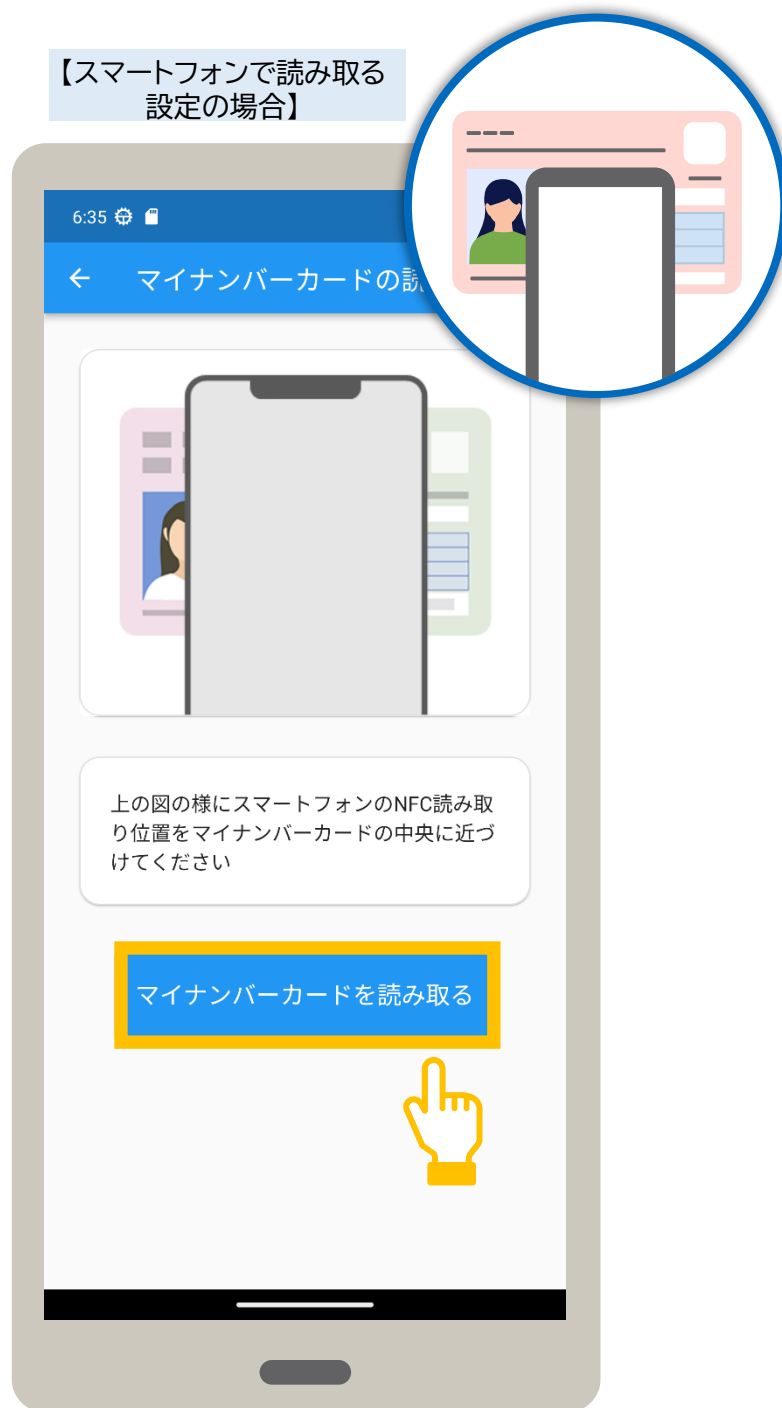 【スマートフォンで読み取る
設定の場合】
6:35
マイナンバーカードの読
上の図の様にスマートフォンのNFC読み取
り位置をマイナンバーカードの中央に近づ
けてください
マイナンバーカードを読み取る